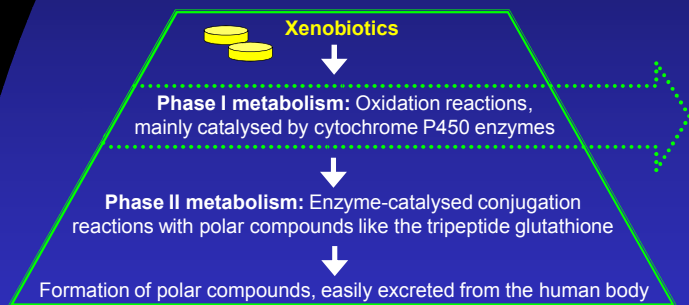 Xenobiotics
Phase I metabolism: Oxidation reactions,
mainly catalysed by cytochrome P450 enzymes
Phase II metabolism: Enzyme-catalysed conjugation
reactions with polar compounds like the tripeptide glutathione
Formation of polar compounds, easily excreted from the human body